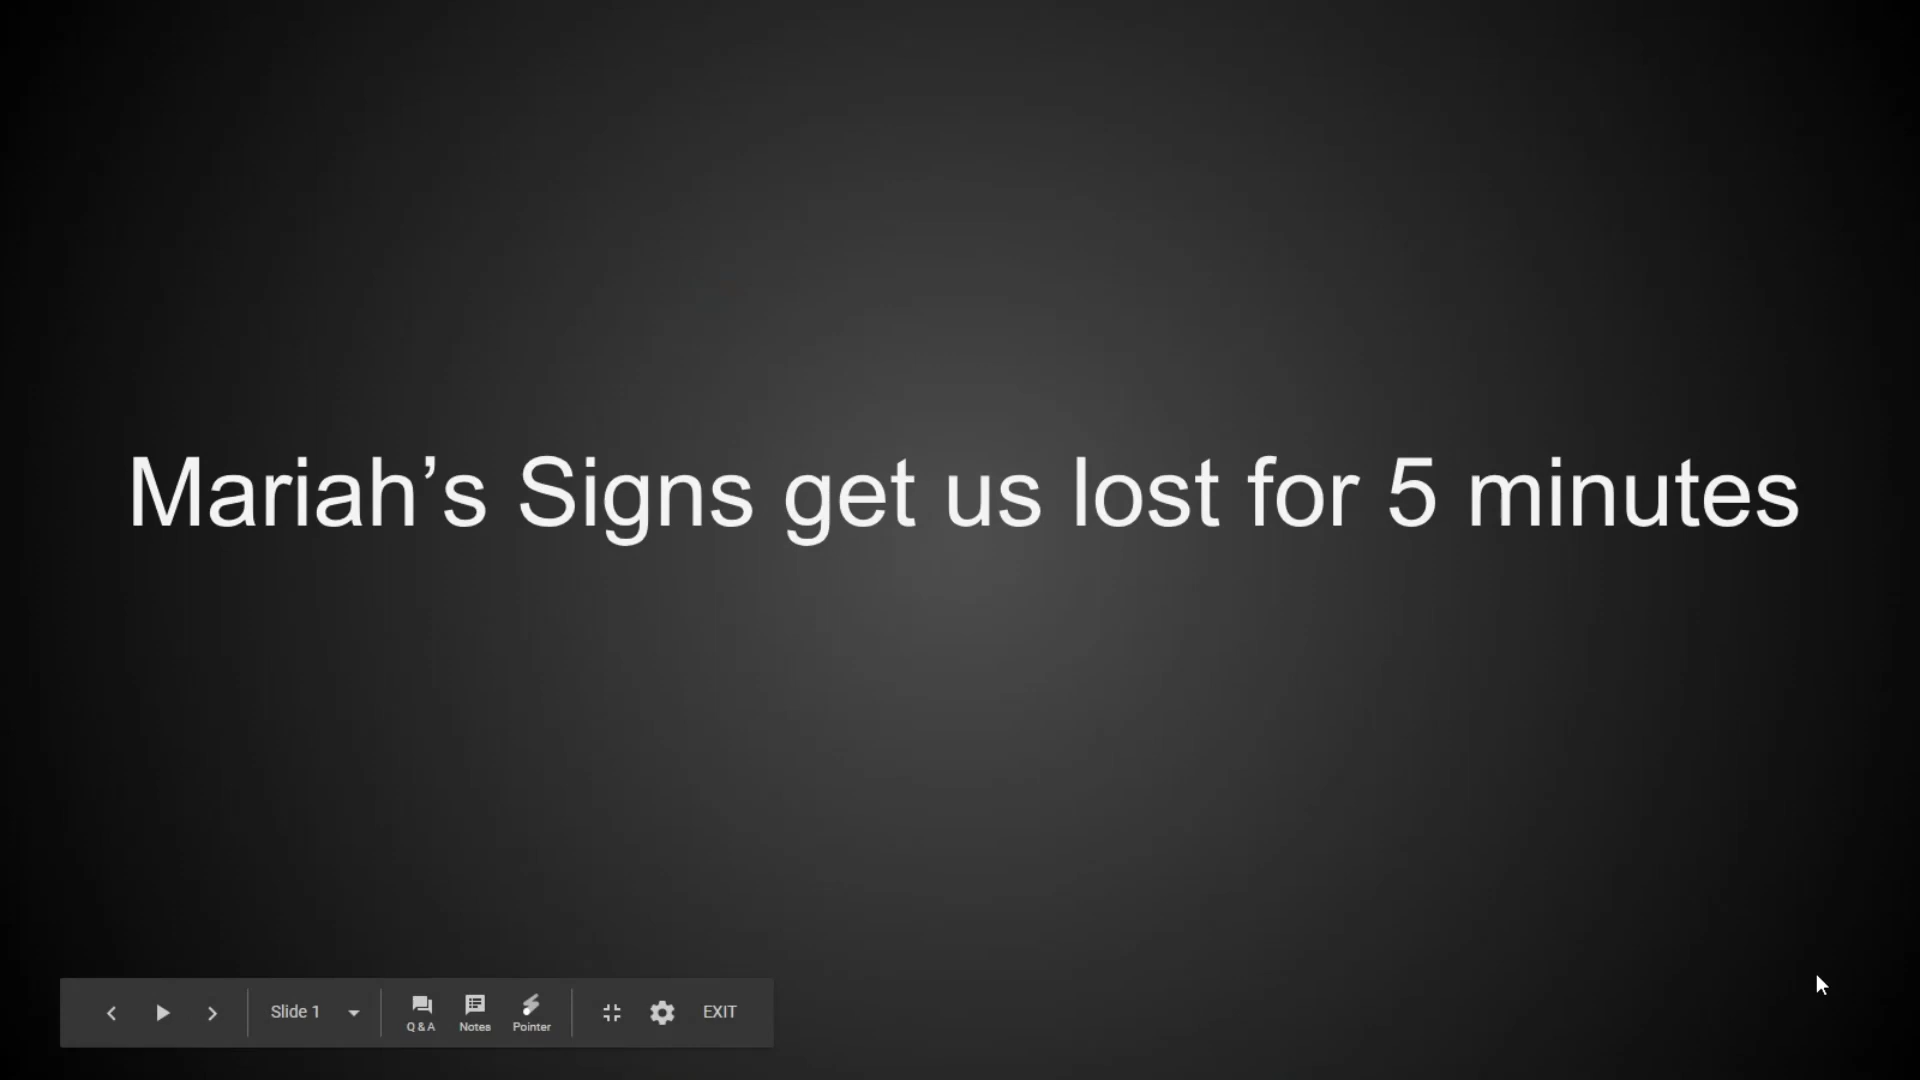 Mariah’s Signs get us lost for 5 minutes
Slide 1
Q & A
Notes
Pointer
EXIT